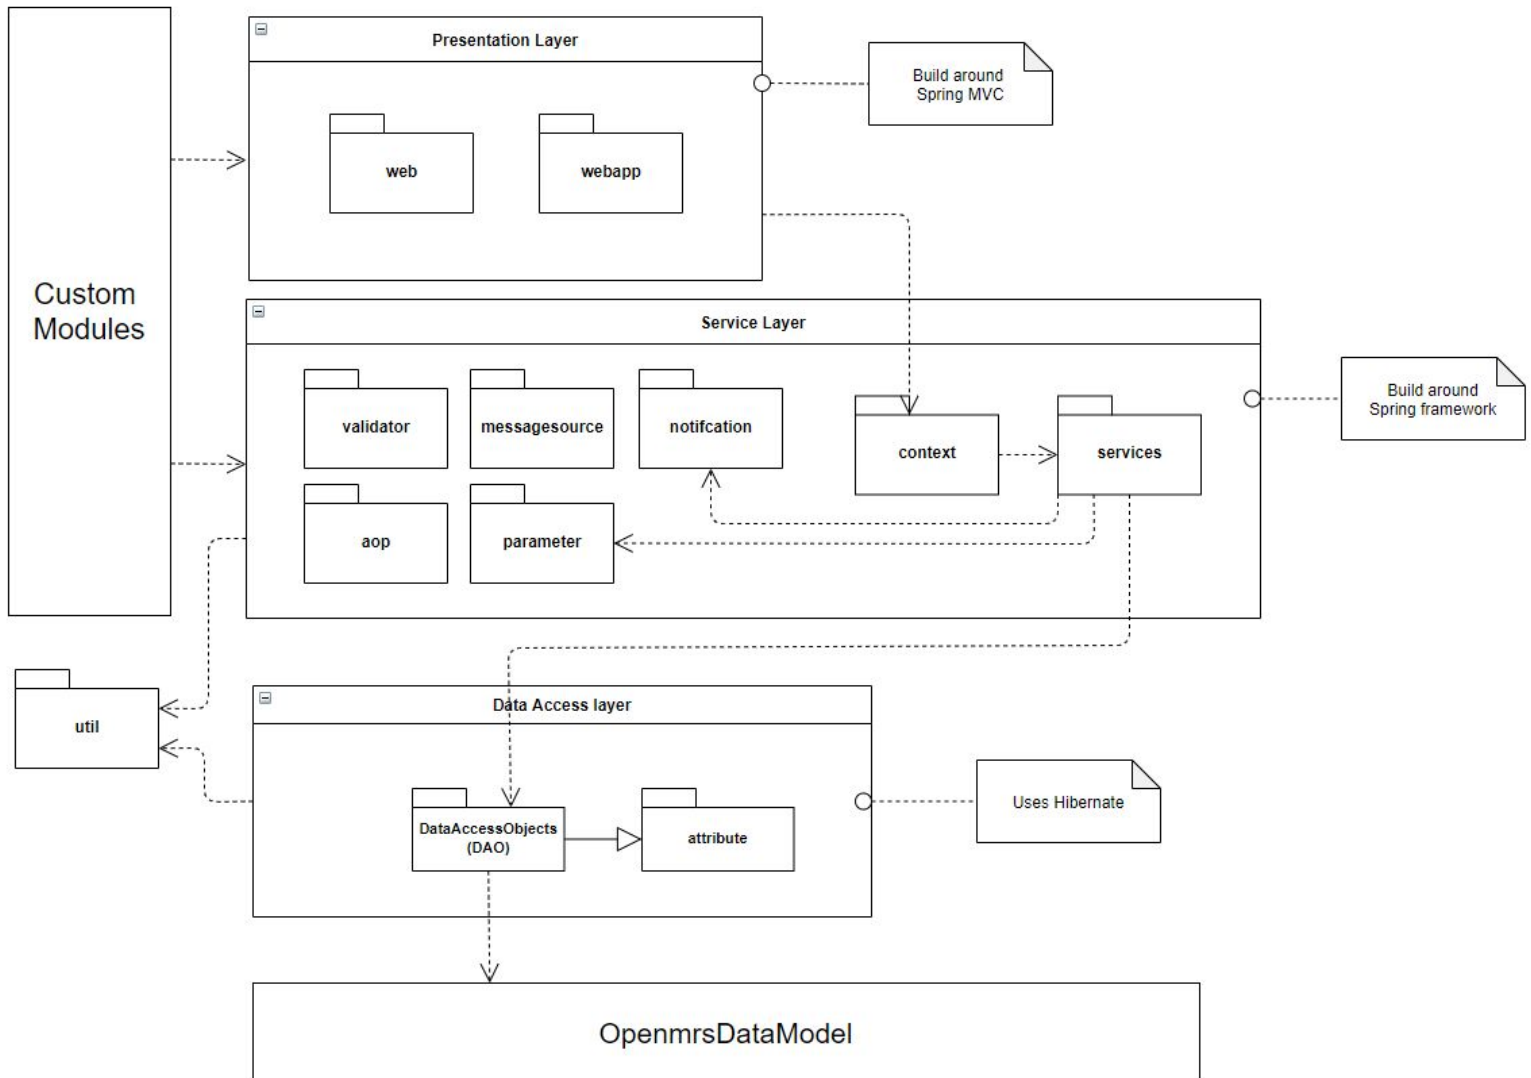 Presentation Layer
Build around
Spring MVC
web
webapp
Custom
Modules
Service Layer
validator
messagesource
notifcation
context
services
Build around
Spring framework
aop
parameter
util
Data Access layer
DataAccessObjects
(DAO)
attribute
Uses Hibernate
OpenmrsDataModel